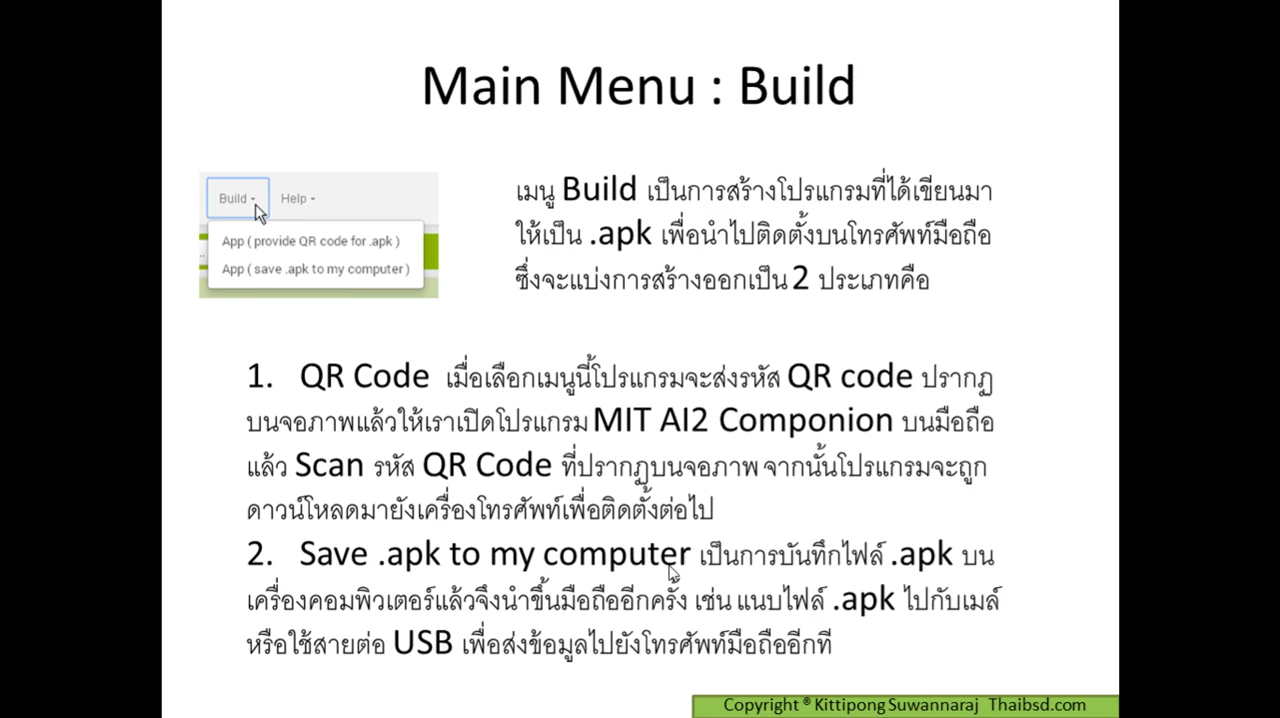 Main Menu : Build
Build Help
App ( provide QR code for .apk )
App ( save .apk to my computer )
เมนู Build เป็นการสร้างโปรแกรมที่ได้เขียนมา
ให้เป็น .apk เพื่อนำไปติดตั้งบนโทรศัพท์มือถือ
ซึ่งจะแบ่งการสร้างออกเป็น 2 ประเภทคือ
1. QR Code เมื่อเลือกเมนูนี้โปรแกรมจะส่งรหัส QR code ปรากฏ
บนจอภาพแล้วให้เราเปิดโปรแกรม MIT AI2 Componion บนมือถือ
แล้ว Scan รหัส QR Code ที่ปรากฏบนจอภาพ จากนั้นโปรแกรมจะถูก
ดาวน์โหลดมายังเครื่องโทรศัพท์เพื่อติดตั้งต่อไป
2. Save .apk to my computer เป็นการบันทึกไฟล์ .apk บน
เครื่องคอมพิวเตอร์แล้วจึงนำขึ้นมือถืออีกครั้ง เช่น แนบไฟล์ .apk ไปกับเมล์
หรือใช้สายต่อ USB เพื่อส่งข้อมูลไปยังโทรศัพท์มือถืออีกที
Copyright ® Kittipong Suwannaraj Thaibsd.com